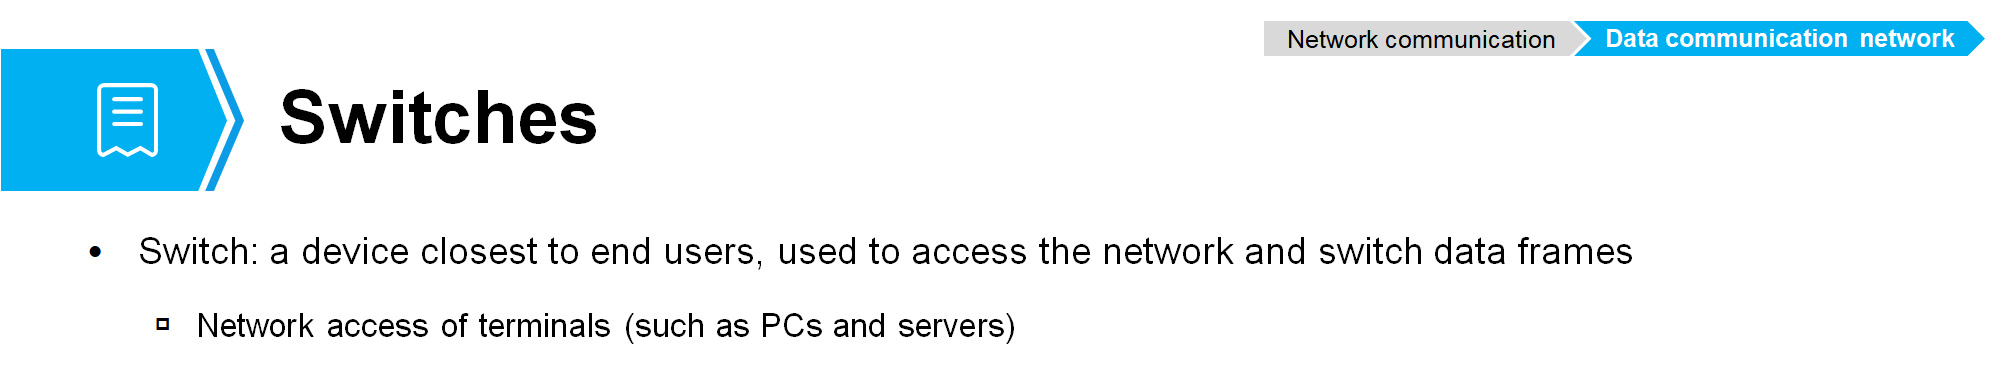 Network communication
Data communication network
Switches
• Switch: a device closest to end users, used to access the network and switch data frames
▫ Network access of terminals (such as PCs and servers)